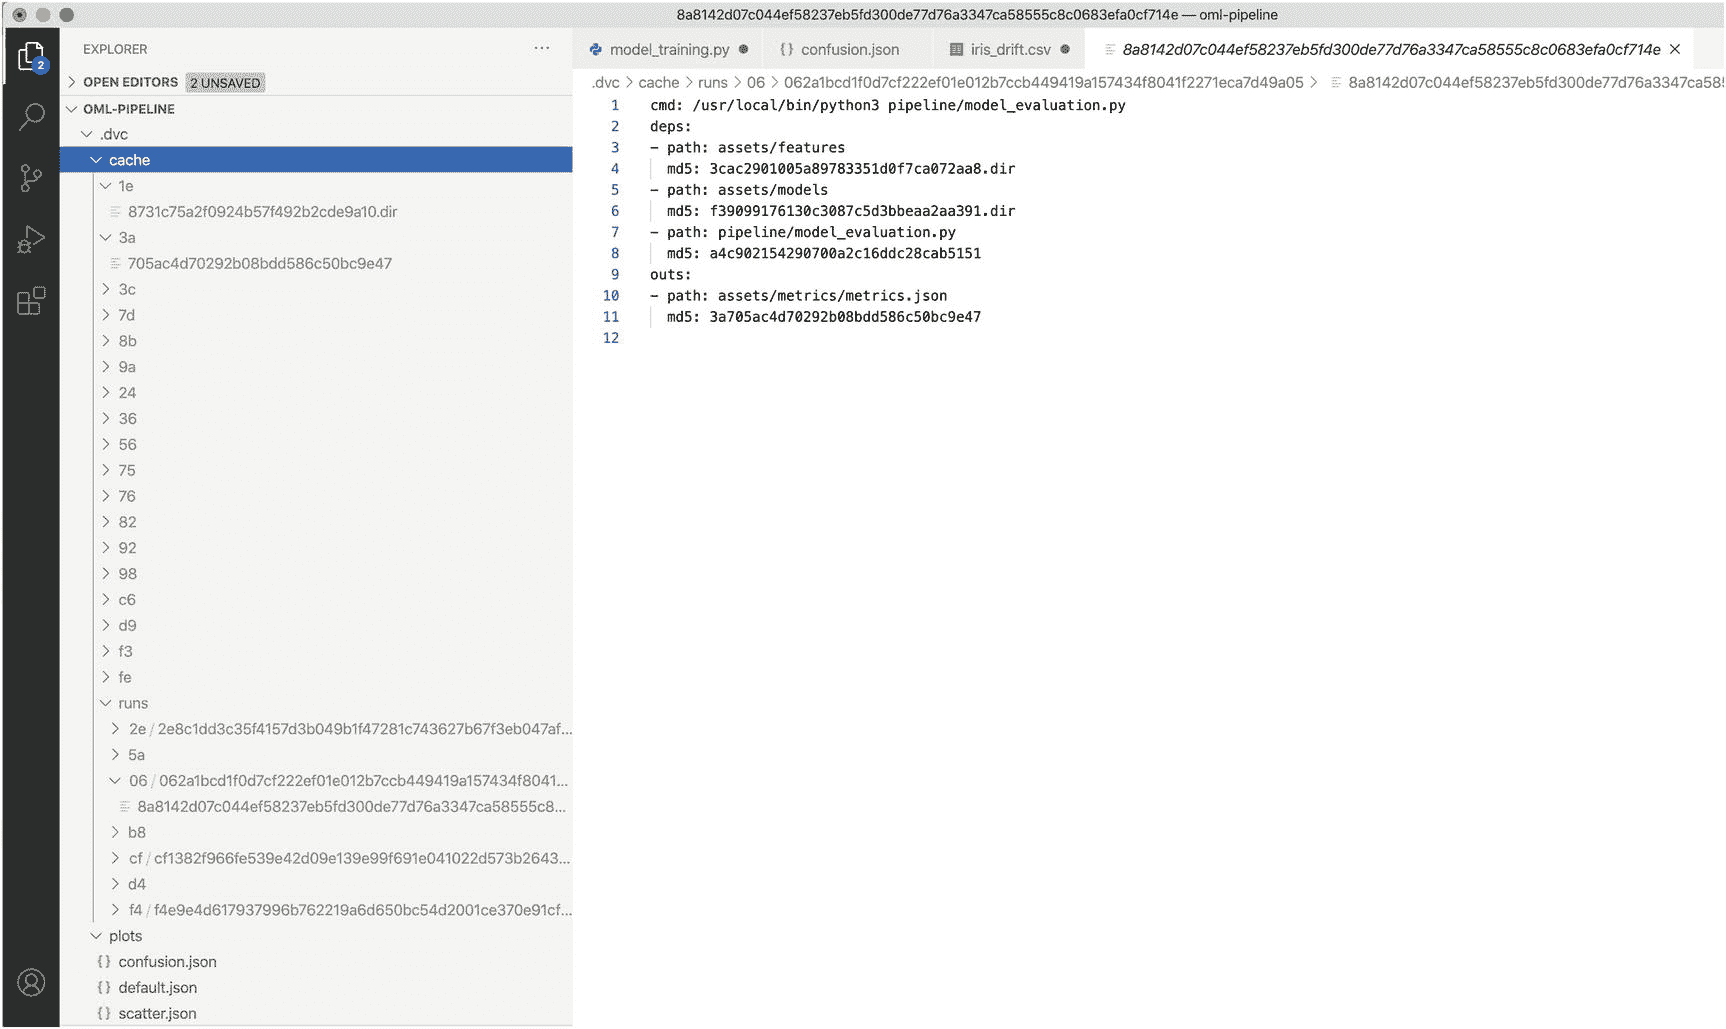 8a8142d07c044ef58237eb5fd300de77d76a3347ca58555c8c0683efa0cf714e — oml-pipeline
2
EXPLORER
...
OPEN EDITORS 2 UNSAVED
OML-PIPELINE
.dvc
cache
1e
8731c75a2f0924b57f492b2cde9a10.dir
3a
705ac4d70292b08bdd586c50bc9e47
3c
7d
8b
9a
24
36
56
75
76
82
92
98
c6
d9
f3
fe
runs
2e / 2e8c1dd3c35f4157d3b049b1f47281c743627b67f3eb047af...
5a
06 / 062a1bcd1f0d7cf222ef01e012b7ccb449419a157434f8041...
8a8142d07c044ef58237eb5fd300de77d76a3347ca58555c8...
b8
cf / cf1382f966fe539e42d09e139e99f691e041022d573b2643...
d4
f4 / f4e9e4d617937996b762219a6d650bc54d2001ce370e91cf...
plots
{} confusion.json
{} default.json
{} scatter.json
model_training.py {} confusion.json iris_drift.csv 8a8142d07c044ef58237eb5fd300de77d76a3347ca58555c8c0683efa0cf714e
.dvc > cache > runs > 06 > 062a1bcd1f0d7cf222ef01e012b7ccb449419a157434f8041f2271eca7d49a05 > 8a8142d07c044ef58237eb5fd300de77d76a3347ca585
1 cmd: /usr/local/bin/python3 pipeline/model_evaluation.py
2 deps:
3 - path: assets/features
4 md5: 3cac2901005a89783351d0f7ca072aa8.dir
5 - path: assets/models
6 md5: f39099176130c3087c5d3bbeaa2aa391.dir
7 - path: pipeline/model_evaluation.py
8 md5: a4c902154290700a2c16ddc28cab5151
9 outs:
10 - path: assets/metrics/metrics.json
11 md5: 3a705ac4d70292b08bdd586c50bc9e47
12